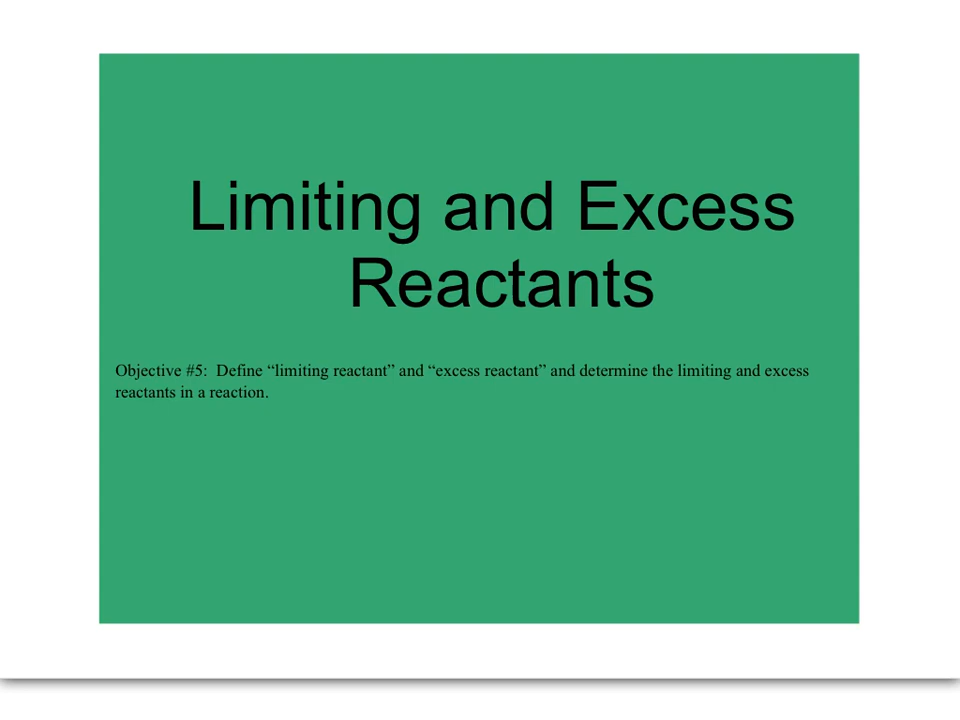 Limiting and Excess
Reactants
Objective #5:  Define “limiting reactant” and “excess reactant” and determine the limiting and excess
reactants in a reaction.